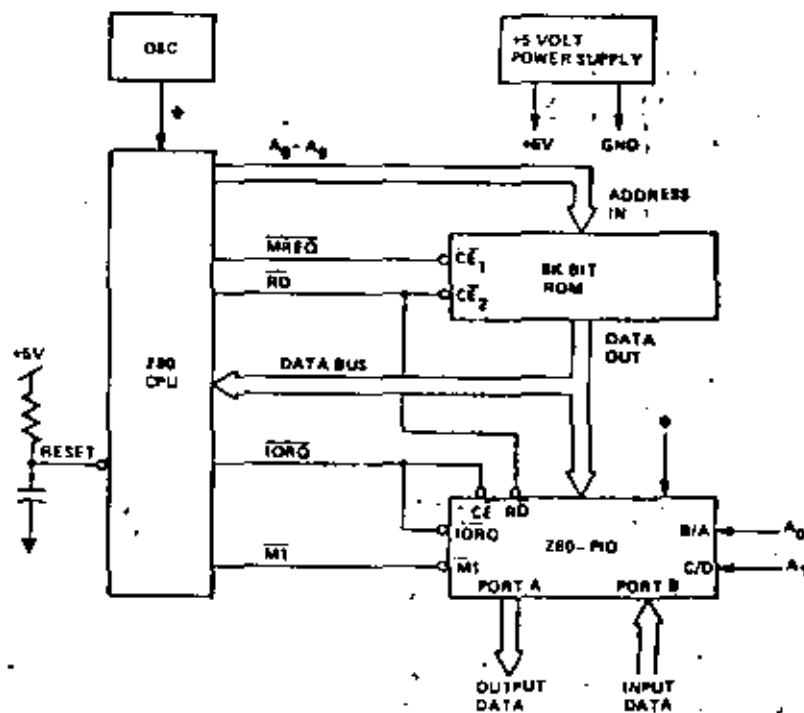 OSC
+5 VOLT
POWER SUPPLY
+5V
GND
A0 - A9
ADDRESS
IN
MREQ
CE1
RD
CE2
8K BIT
ROM
+5V
Z80
CPU
DATA BUS
DATA
OUT
RESET
IORQ
CE
RD
IORQ
B/A
A0
Z80-PIO
M1
M1
C/D
A1
PORT A
PORT B
OUTPUT
DATA
INPUT
DATA